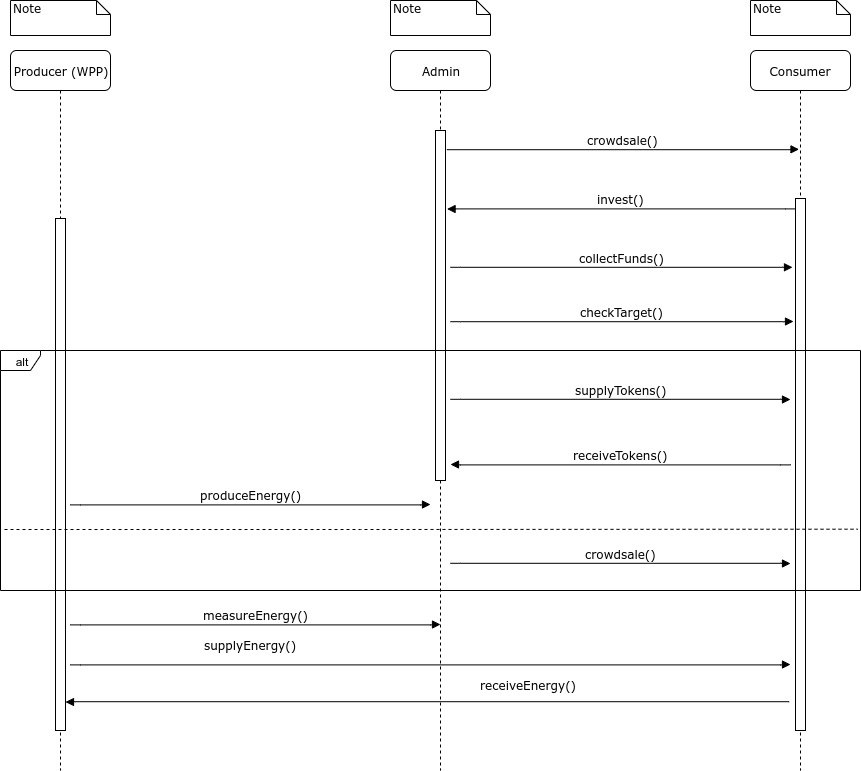 Note
Note
Note
Producer (WPP)
Admin
Consumer
crowdsale()
invest()
collectFunds()
checkTarget()
alt
supplyTokens()
receiveTokens()
produceEnergy()
crowdsale()
measureEnergy()
supplyEnergy()
receiveEnergy()